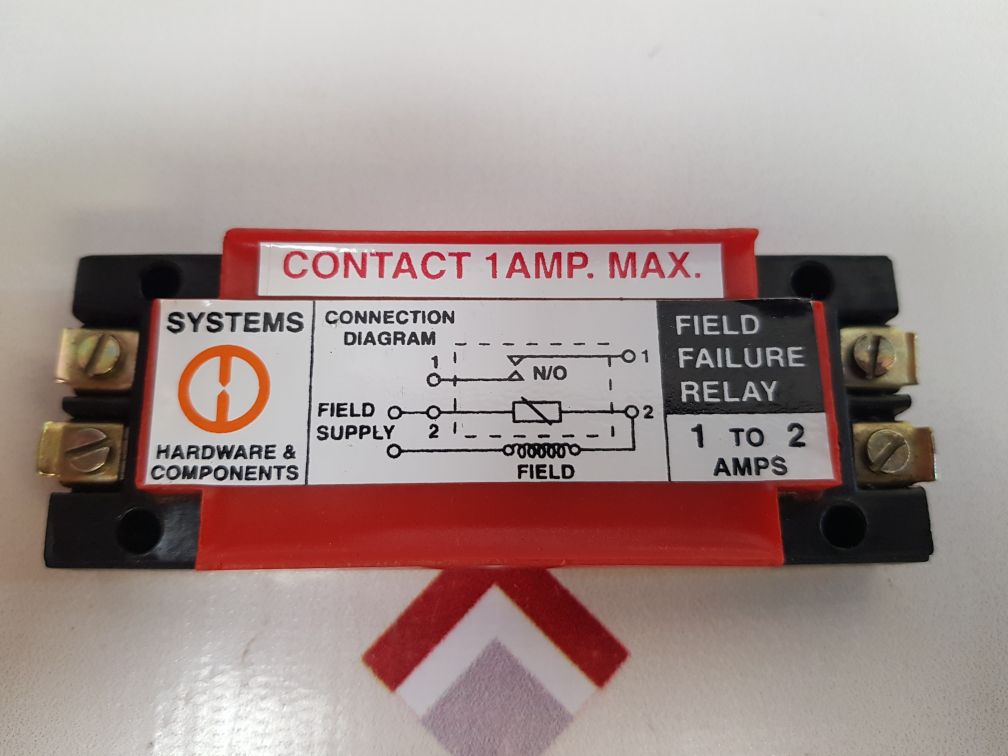 CONTACT 1AMP. MAX.
SYSTEMS
HARDWARE &
COMPONENTS
CONNECTION
DIAGRAM
1
1
N/O
FIELD
SUPPLY
2
2
FIELD
FIELD
FAILURE
RELAY
1 TO 2
AMPS